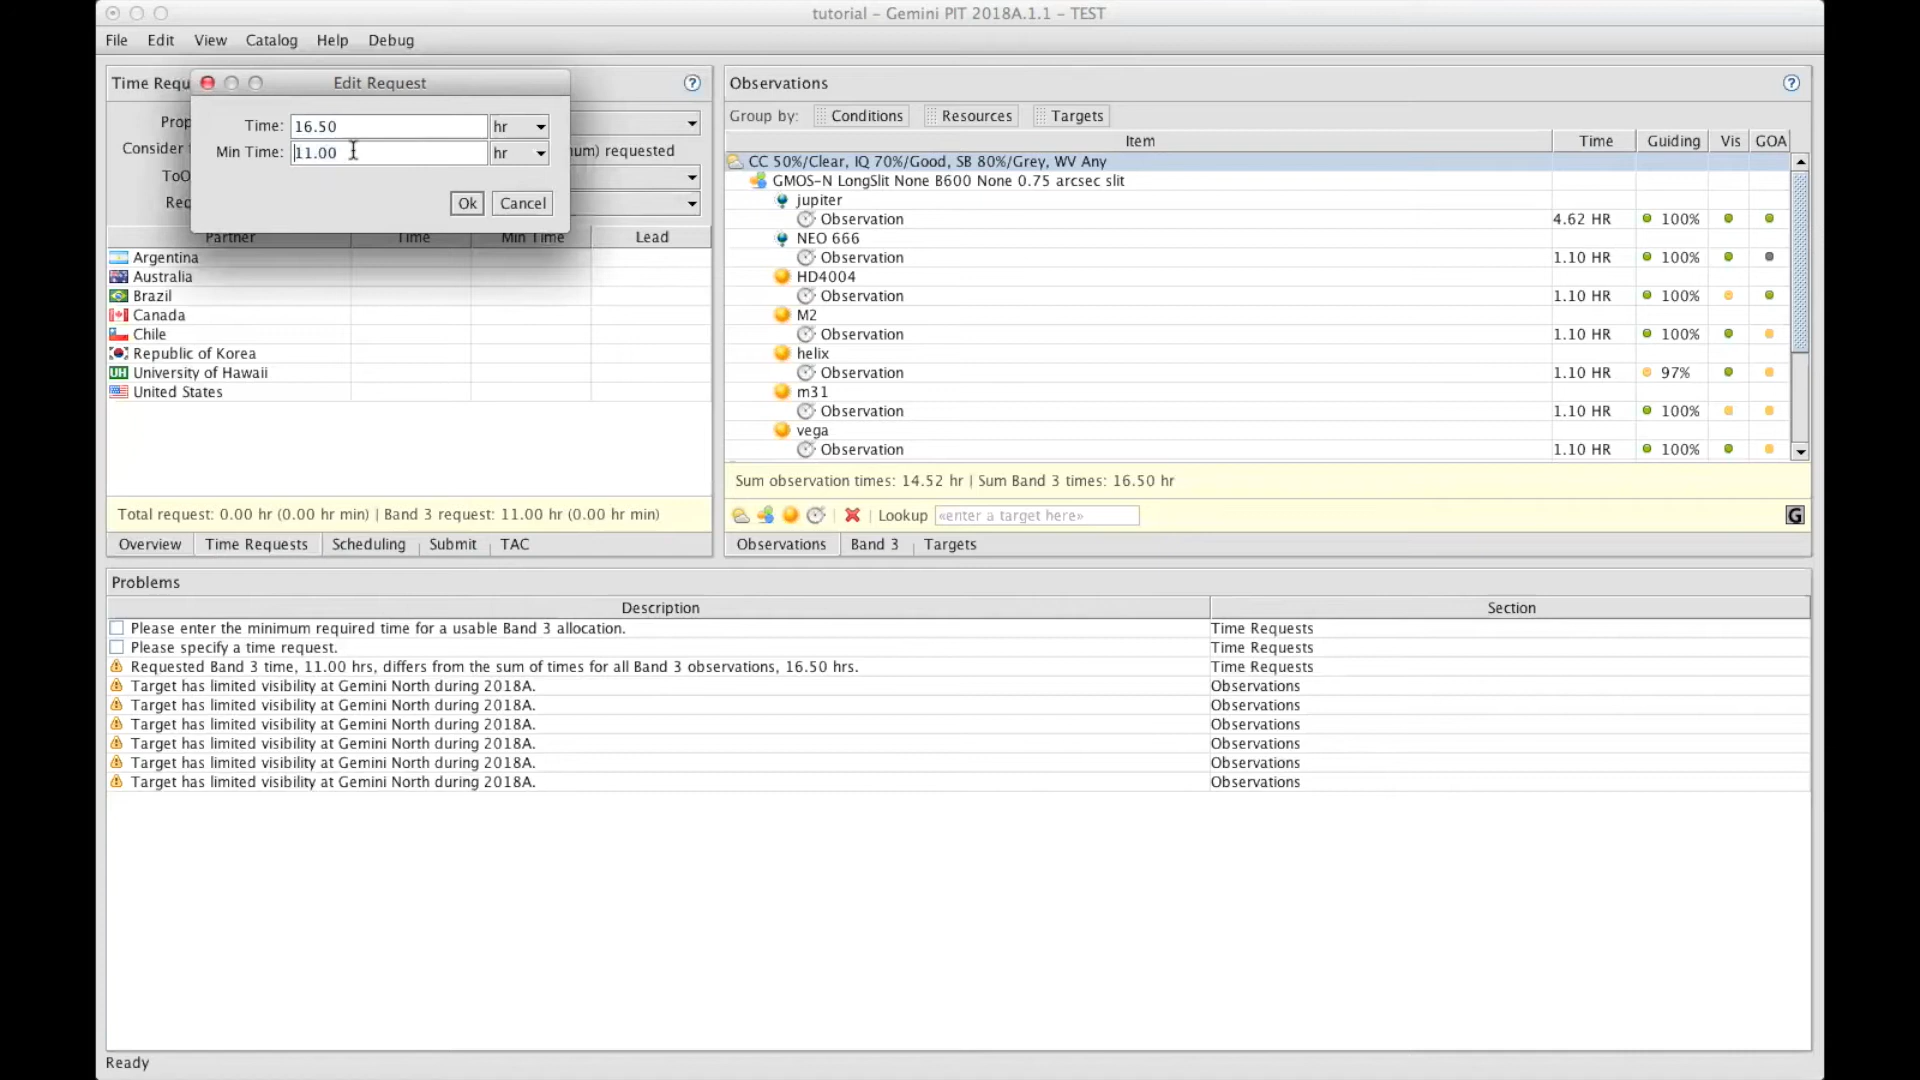 tutorial – Gemini PIT 2018A.1.1 – TEST
File Edit View Catalog Help Debug
Time Requ
Edit Request
Time: 16.50 hr
Min Time: 11.00 hr
Ok Cancel
Prop
Consider
um) requested
ToO
Req
Partner Time Min Time Lead
Argentina
Australia
Brazil
Canada
Chile
Republic of Korea
UH University of Hawaii
United States
Total request: 0.00 hr (0.00 hr min) | Band 3 request: 11.00 hr (0.00 hr min)
Overview Time Requests Scheduling Submit TAC
Observations
Group by: Conditions Resources Targets
Item Time Guiding Vis GOA
CC 50%/Clear, IQ 70%/Good, SB 80%/Grey, WV Any
GMOS-N LongSlit None B600 None 0.75 arcsec slit
jupiter
Observation 4.62 HR 100%
NEO 666
Observation 1.10 HR 100%
HD4004
Observation 1.10 HR 100%
M2
Observation 1.10 HR 100%
helix
Observation 1.10 HR 97%
m31
Observation 1.10 HR 100%
vega
Observation 1.10 HR 100%
Sum observation times: 14.52 hr | Sum Band 3 times: 16.50 hr
Lookup «enter a target here» G
Observations Band 3 Targets
Problems
Description Section
Please enter the minimum required time for a usable Band 3 allocation. Time Requests
Please specify a time request. Time Requests
Requested Band 3 time, 11.00 hrs, differs from the sum of times for all Band 3 observations, 16.50 hrs. Time Requests
Target has limited visibility at Gemini North during 2018A. Observations
Target has limited visibility at Gemini North during 2018A. Observations
Target has limited visibility at Gemini North during 2018A. Observations
Target has limited visibility at Gemini North during 2018A. Observations
Target has limited visibility at Gemini North during 2018A. Observations
Target has limited visibility at Gemini North during 2018A. Observations
Ready